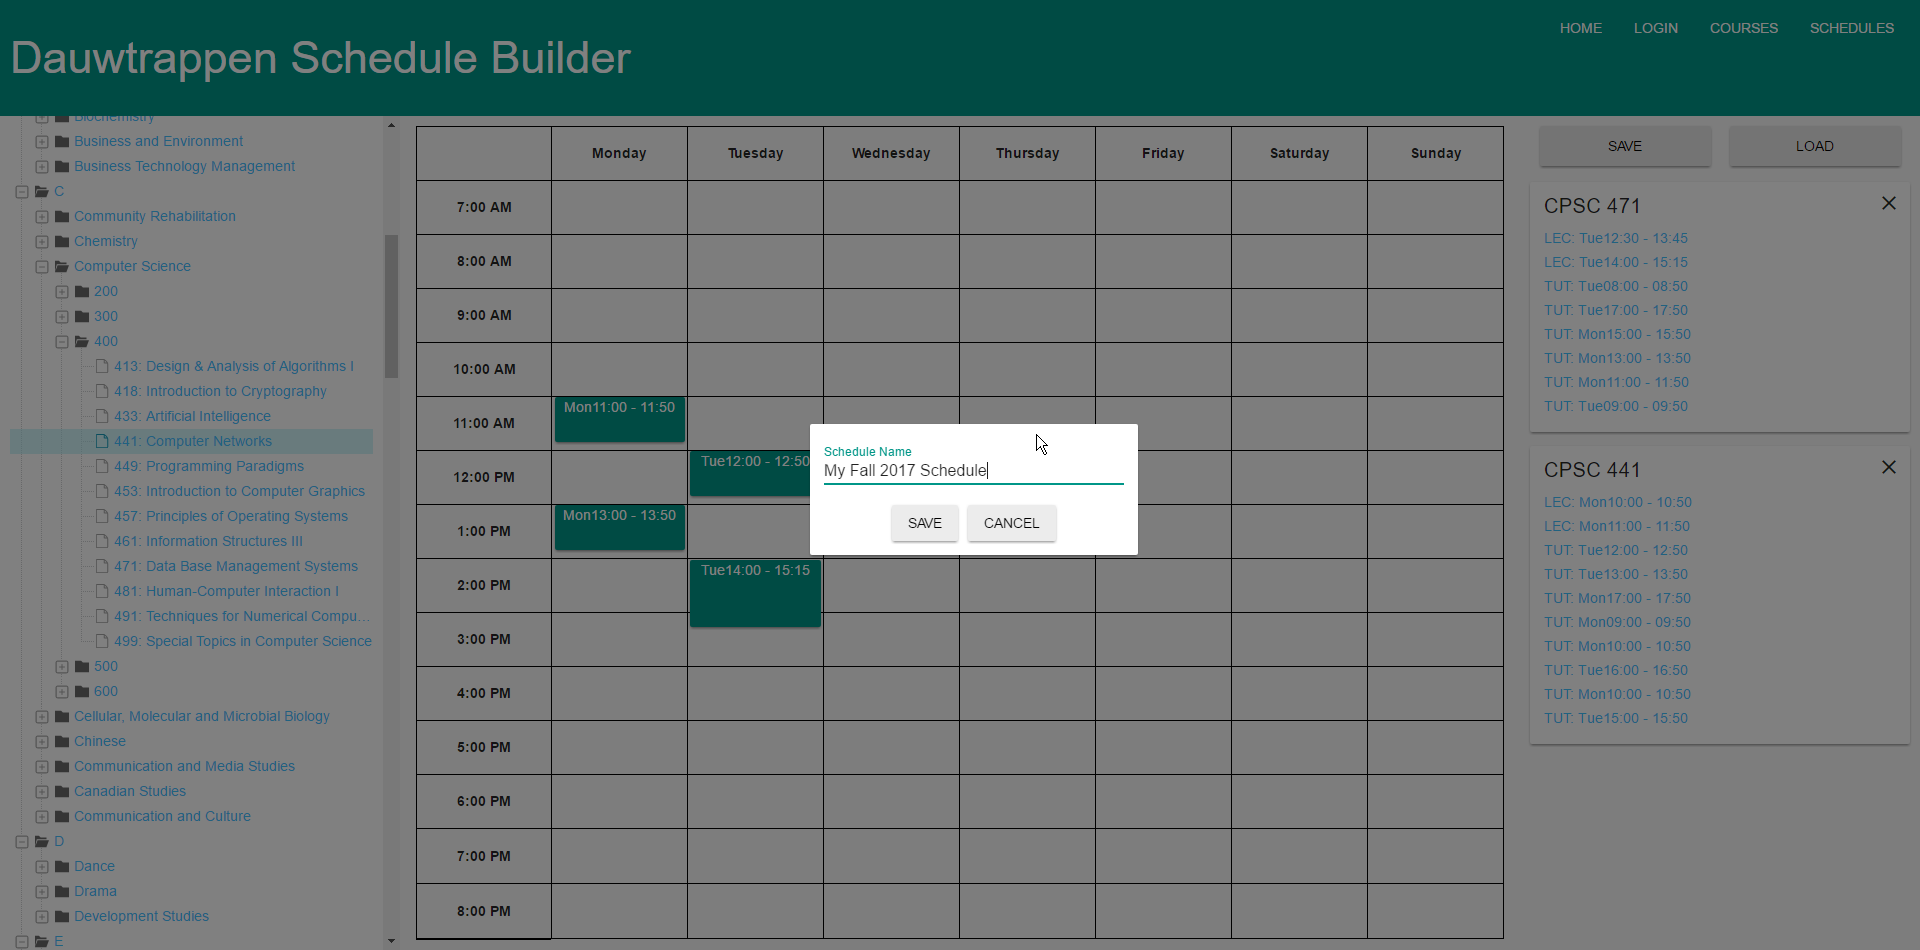 HOME LOGIN COURSES SCHEDULES
Dauwtrappen Schedule Builder
Biochemistry
Business and Environment
Business Technology Management
C
Community Rehabilitation
Chemistry
Computer Science
200
300
400
413: Design & Analysis of Algorithms I
418: Introduction to Cryptography
433: Artificial Intelligence
441: Computer Networks
449: Programming Paradigms
453: Introduction to Computer Graphics
457: Principles of Operating Systems
461: Information Structures III
471: Data Base Management Systems
481: Human-Computer Interaction I
491: Techniques for Numerical Compu...
499: Special Topics in Computer Science
500
600
Cellular, Molecular and Microbial Biology
Chinese
Communication and Media Studies
Canadian Studies
Communication and Culture
D
Dance
Drama
Development Studies
E
Monday Tuesday Wednesday Thursday Friday Saturday Sunday
7:00 AM
8:00 AM
9:00 AM
10:00 AM
11:00 AM
12:00 PM
1:00 PM
2:00 PM
3:00 PM
4:00 PM
5:00 PM
6:00 PM
7:00 PM
8:00 PM
Mon11:00 - 11:50
Tue12:00 - 12:50
Mon13:00 - 13:50
Tue14:00 - 15:15
Schedule Name
My Fall 2017 Schedule
SAVE CANCEL
SAVE LOAD
CPSC 471
LEC: Tue12:30 - 13:45
LEC: Tue14:00 - 15:15
TUT: Tue08:00 - 08:50
TUT: Tue17:00 - 17:50
TUT: Mon15:00 - 15:50
TUT: Mon13:00 - 13:50
TUT: Mon11:00 - 11:50
TUT: Tue09:00 - 09:50
CPSC 441
LEC: Mon10:00 - 10:50
LEC: Mon11:00 - 11:50
TUT: Tue12:00 - 12:50
TUT: Tue13:00 - 13:50
TUT: Mon17:00 - 17:50
TUT: Mon09:00 - 09:50
TUT: Mon10:00 - 10:50
TUT: Tue16:00 - 16:50
TUT: Mon10:00 - 10:50
TUT: Tue15:00 - 15:50